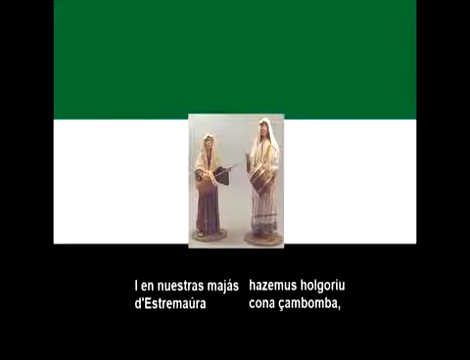 I en nuestras majás
d'Estremaúra
hazemus holgoriu
cona çambomba,